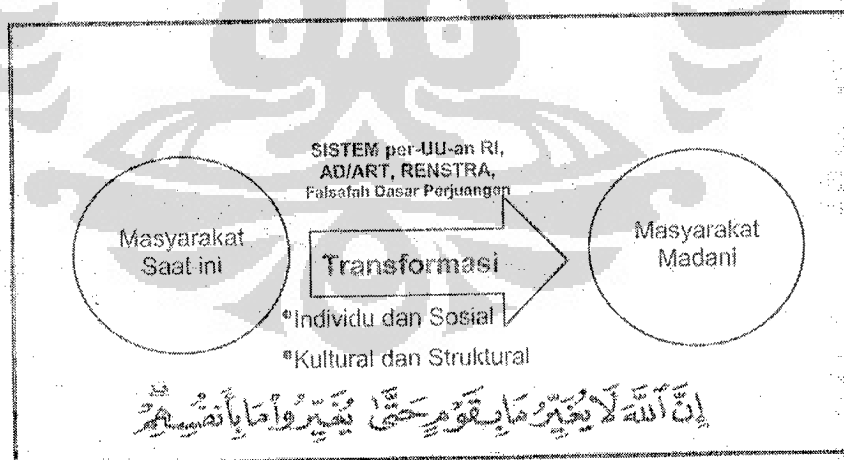 SISTEM per-UU-an RI,
AD/ART, RENSTRA,
Falsafah Dasar Perjuangan
Masyarakat
Saat ini
Transformasi
Masyarakat
Madani
*Individu dan Sosial
*Kultural dan Struktural
إِنَّ ٱللَّهَ لَا يُغَيِّرُ مَا بِقَوْمٍ حَتَّىٰ يُغَيِّرُوا۟ مَا بِأَنفُسِهِمْ